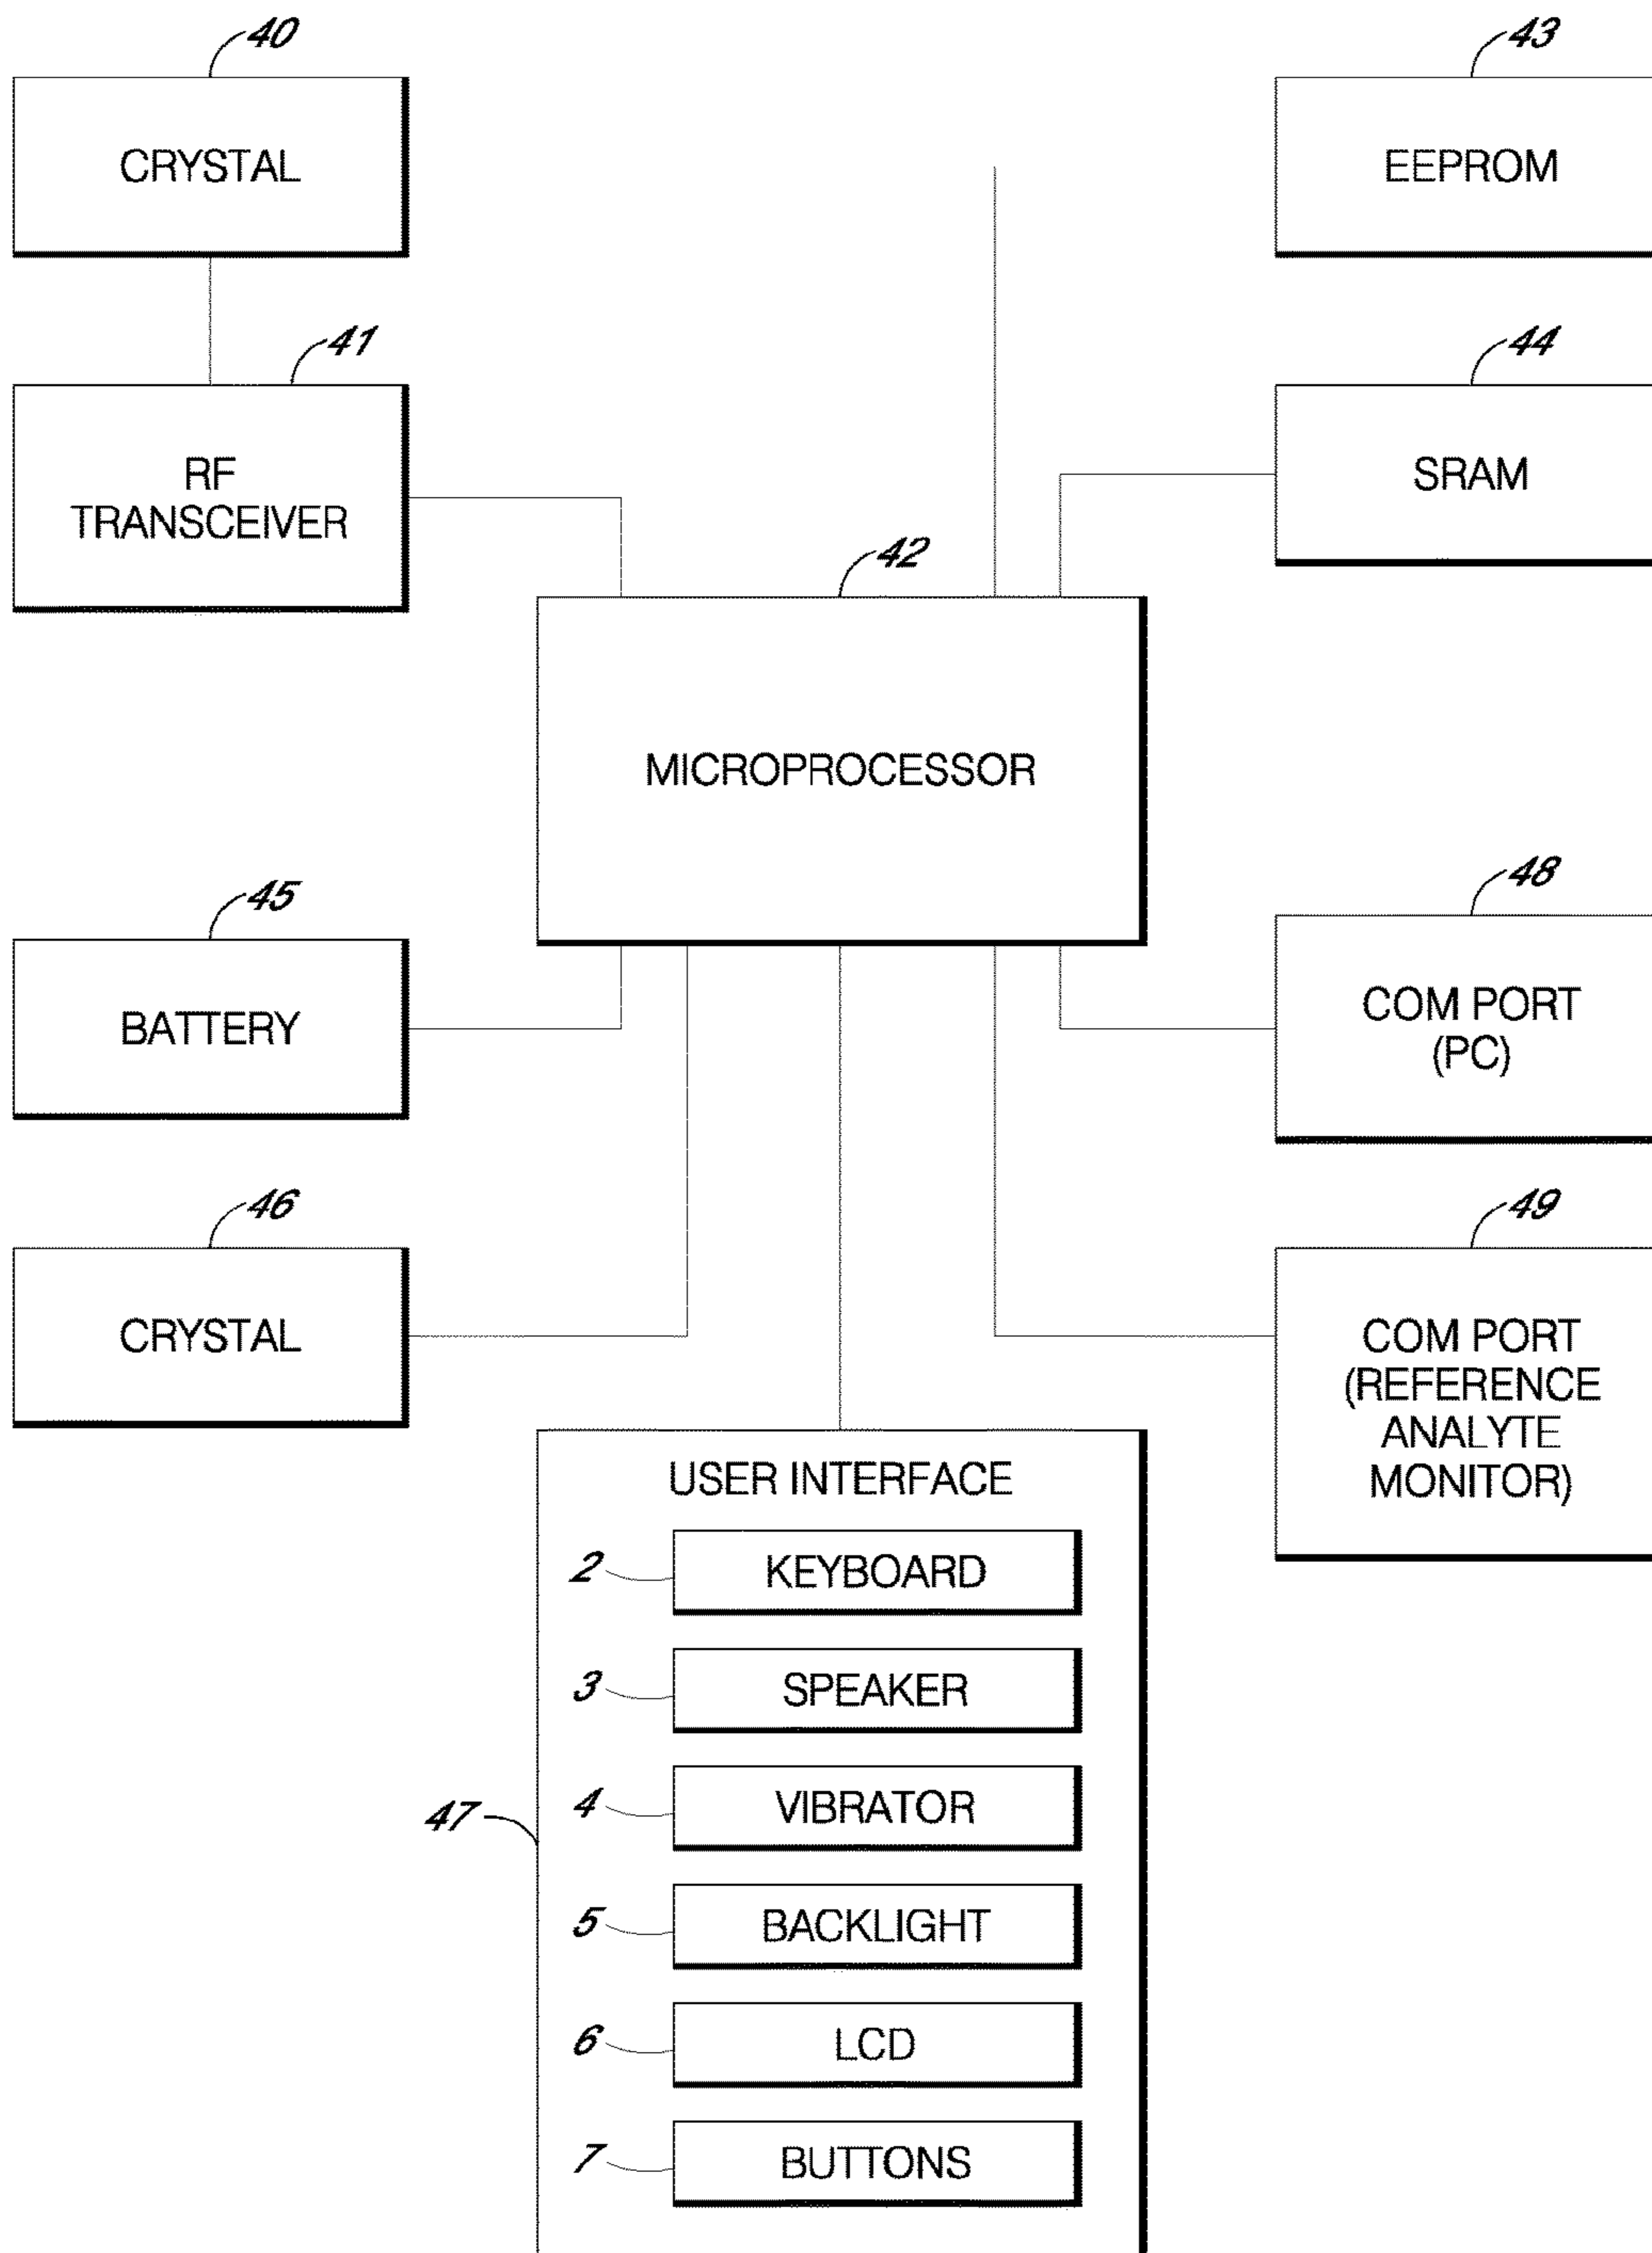 40
CRYSTAL
43
EEPROM
41
RF
TRANSCEIVER
44
SRAM
42
MICROPROCESSOR
45
BATTERY
48
COM PORT
(PC)
46
CRYSTAL
49
COM PORT
(REFERENCE
ANALYTE
MONITOR)
47
USER INTERFACE
2 KEYBOARD
3 SPEAKER
4 VIBRATOR
5 BACKLIGHT
6 LCD
7 BUTTONS